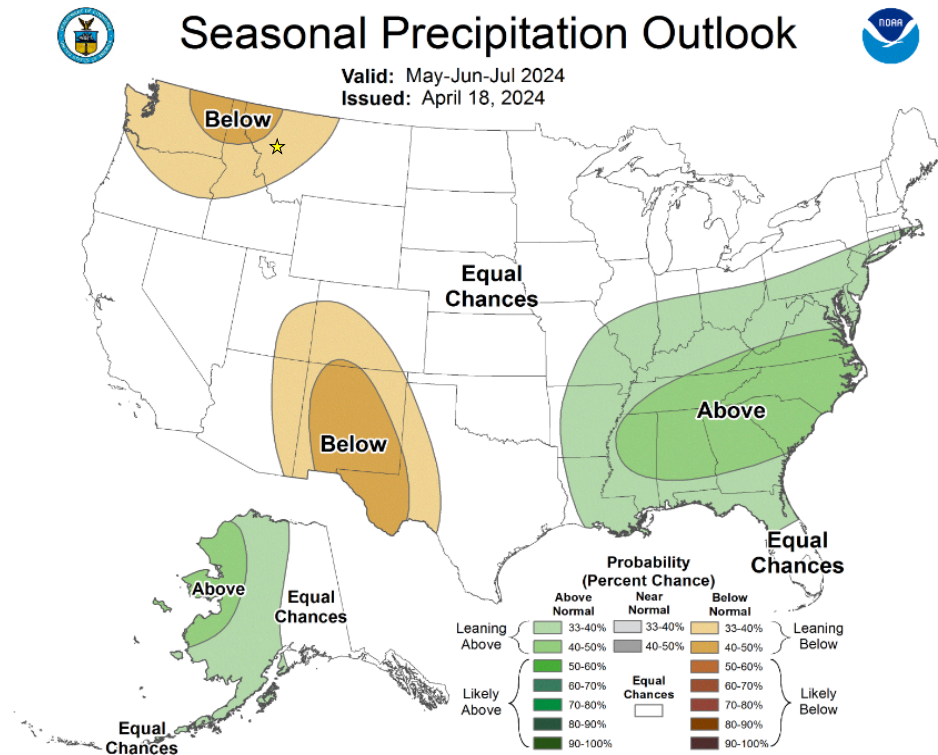 Seasonal Precipitation Outlook
NOAA
Valid: May-Jun-Jul 2024
Issued: April 18, 2024
Below
Equal
Chances
Above
Below
Equal
Chances
Above
Equal
Chances
Equal
Chances
Probability
(Percent Chance)
Above
Normal
Near
Normal
Below
Normal
Leaning
Above
33-40%
33-40%
33-40%
Leaning
Below
40-50%
40-50%
40-50%
Likely
Above
50-60%
60-70%
70-80%
80-90%
90-100%
Equal
Chances
50-60%
60-70%
70-80%
80-90%
90-100%
Likely
Below